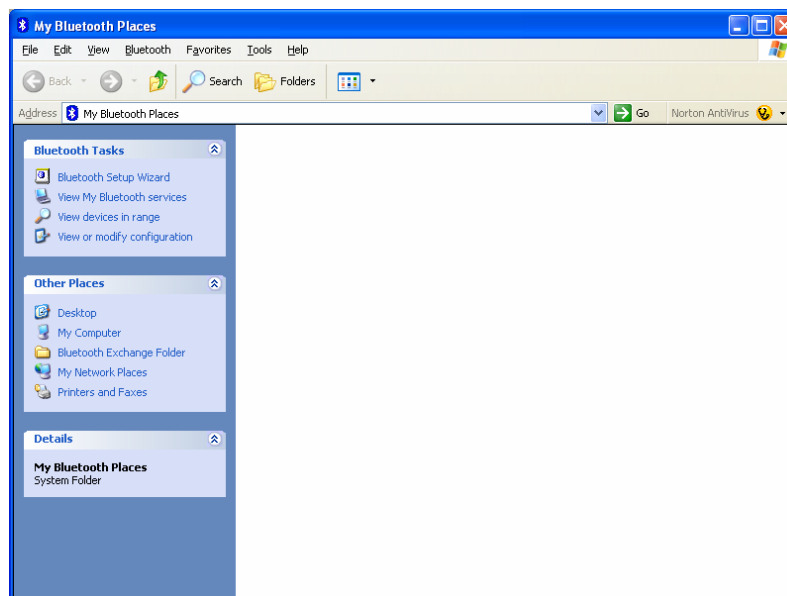 My Bluetooth Places
File Edit View Bluetooth Favorites Tools Help
Back Search Folders
Address My Bluetooth Places Go Norton AntiVirus
Bluetooth Tasks
Bluetooth Setup Wizard
View My Bluetooth services
View devices in range
View or modify configuration
Other Places
Desktop
My Computer
Bluetooth Exchange Folder
My Network Places
Printers and Faxes
Details
My Bluetooth Places
System Folder